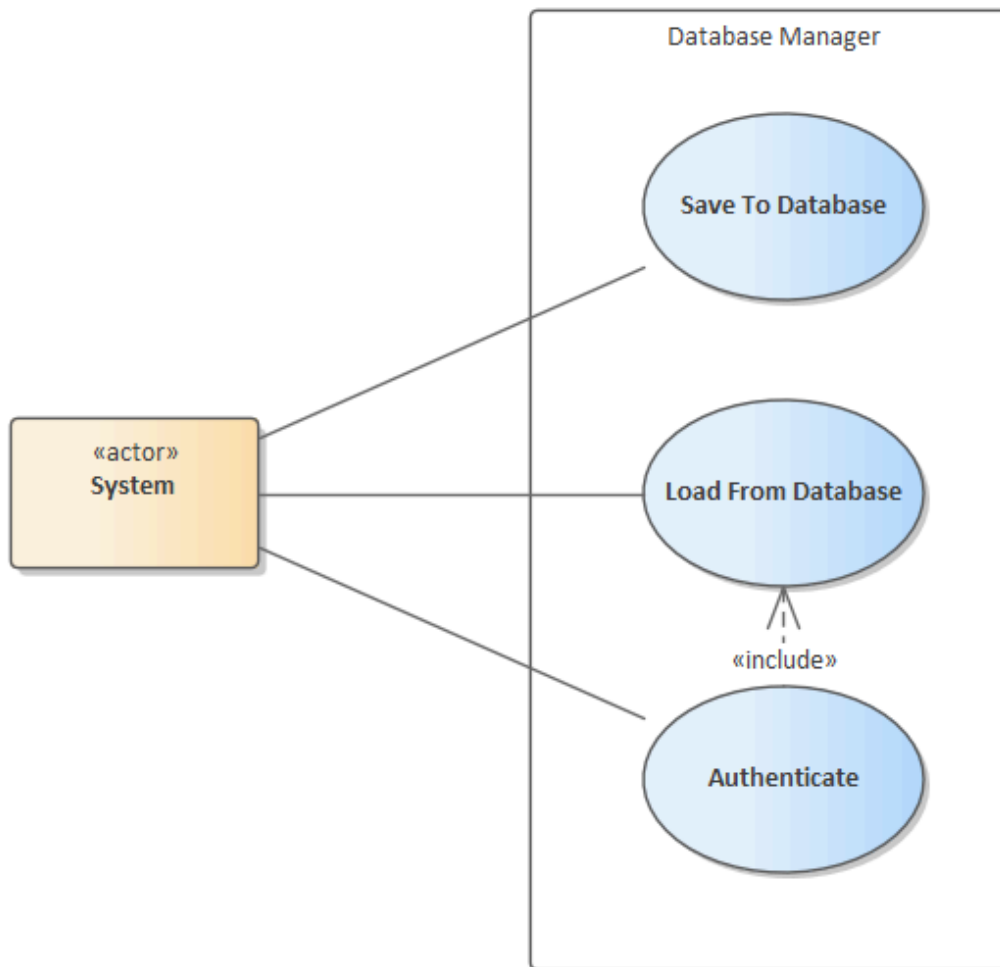 Database Manager
Save To Database
«actor»
System
Load From Database
«include»
Authenticate